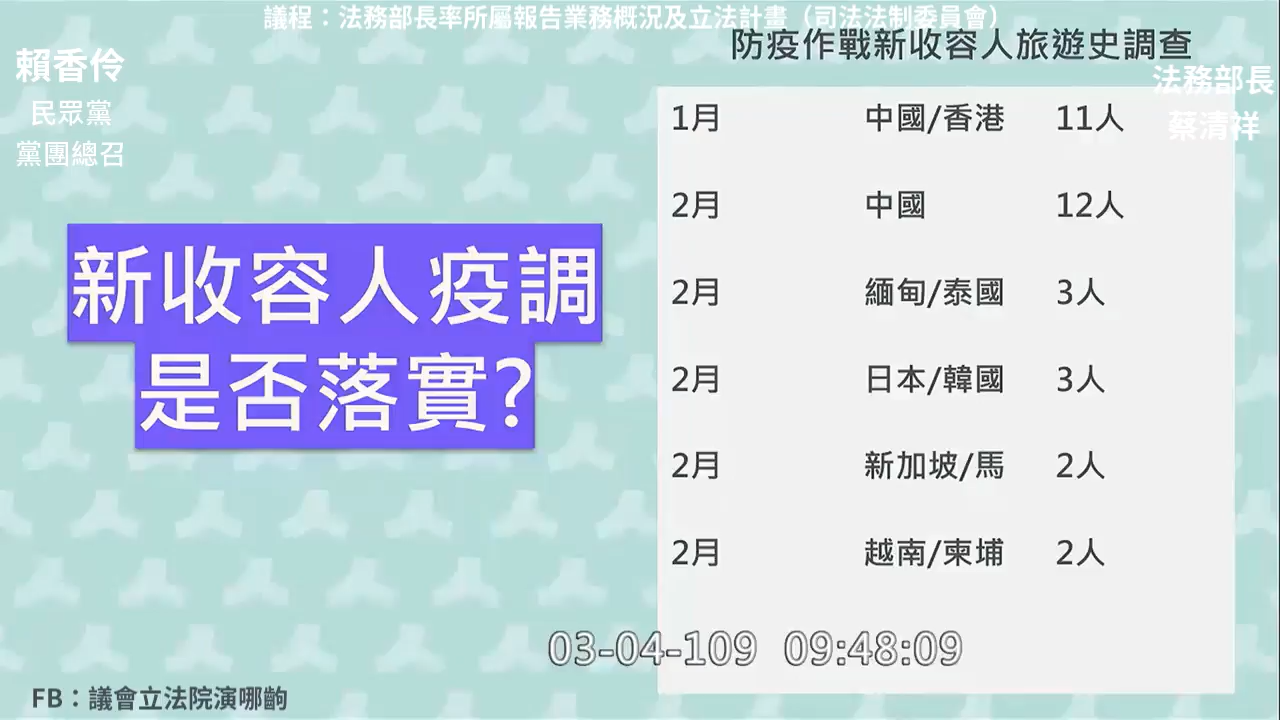 議程：法務部長率所屬報告業務概況及立法計畫（司法法制委員會）
賴香伶
民眾黨
黨團總召
法務部長
蔡清祥
防疫作戰新收容人旅遊史調查
新收容人疫調
是否落實?
1月 中國/香港 11人
2月 中國 12人
2月 緬甸/泰國 3人
2月 日本/韓國 3人
2月 新加坡/馬 2人
2月 越南/柬埔 2人
03-04-109 09:48:09
FB：議會立法院演哪齣